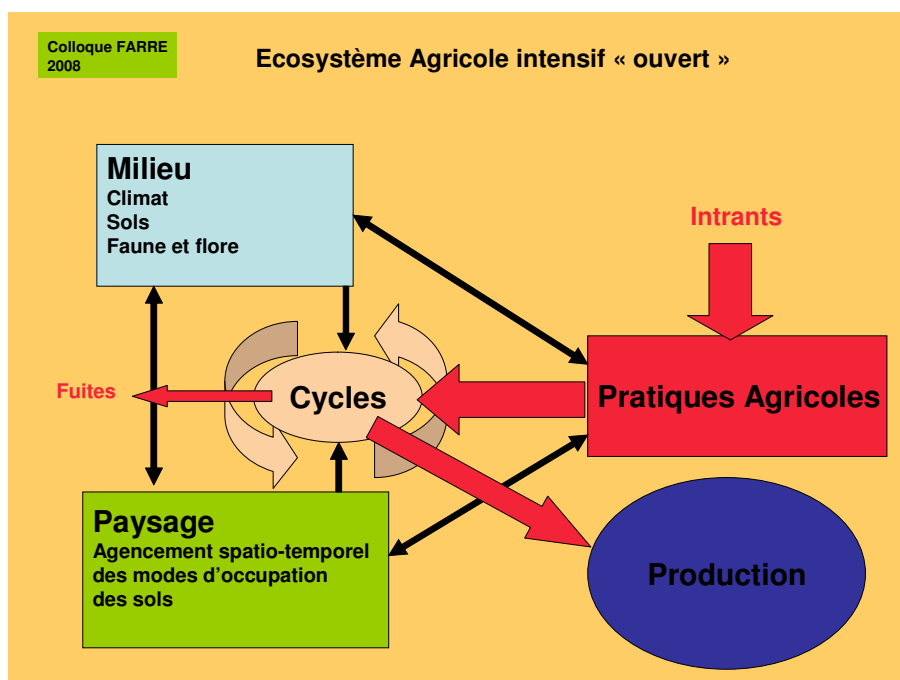 Colloque FARRE
2008
Ecosystème Agricole intensif « ouvert »
Milieu
Climat
Sols
Faune et flore
Intrants
Fuites
Cycles
Pratiques Agricoles
Paysage
Agencement spatio-temporel
des modes d’occupation
des sols
Production